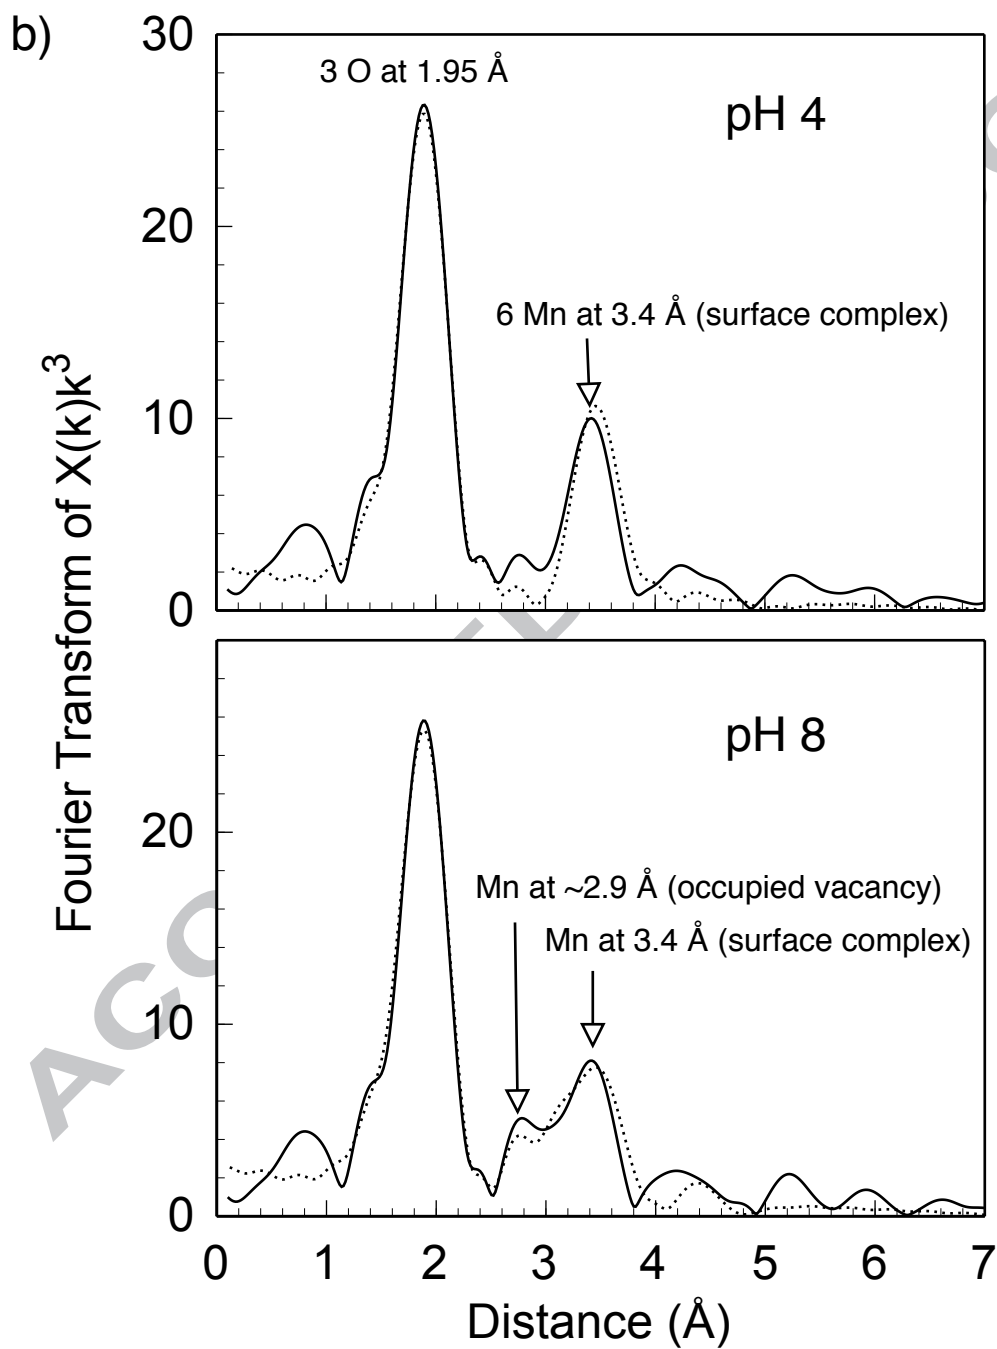 b)
30
3 O at 1.95 Å
pH 4
20
6 Mn at 3.4 Å (surface complex)
10
0
Fourier Transform of X(k)k³
pH 8
20
Mn at ~2.9 Å (occupied vacancy)
Mn at 3.4 Å (surface complex)
10
0
0 1 2 3 4 5 6 7
Distance (Å)